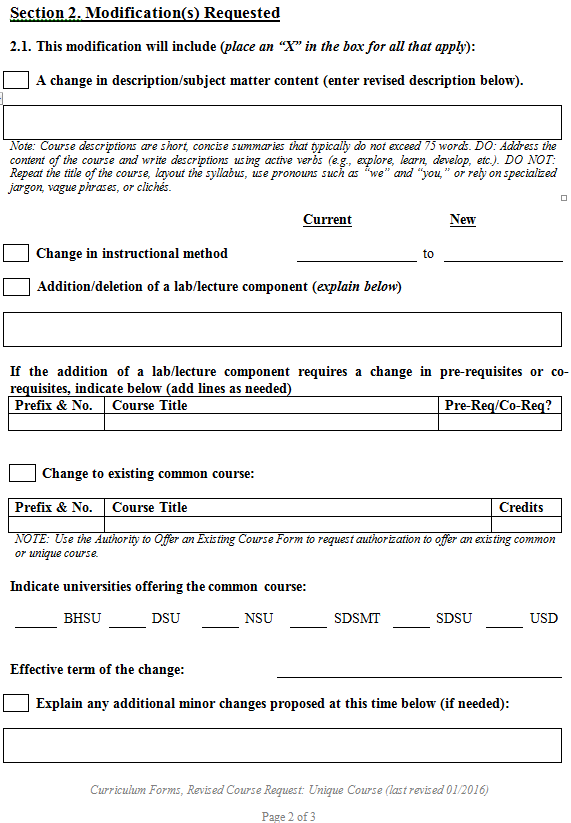 Section 2. Modification(s) Requested
2.1. This modification will include (place an “X” in the box for all that apply):
A change in description/subject matter content (enter revised description below).
Note: Course descriptions are short, concise summaries that typically do not exceed 75 words. DO: Address the
content of the course and write descriptions using active verbs (e.g., explore, learn, develop, etc.). DO NOT:
Repeat the title of the course, layout the syllabus, use pronouns such as “we” and “you,” or rely on specialized
jargon, vague phrases, or clichés.
Current New
Change in instructional method to
Addition/deletion of a lab/lecture component (explain below)
If the addition of a lab/lecture component requires a change in pre-requisites or co-
requisites, indicate below (add lines as needed)
Prefix & No. Course Title Pre-Req/Co-Req?
Change to existing common course:
Prefix & No. Course Title Credits
NOTE: Use the Authority to Offer an Existing Course Form to request authorization to offer an existing common
or unique course.
Indicate universities offering the common course:
BHSU DSU NSU SDSMT SDSU USD
Effective term of the change:
Explain any additional minor changes proposed at this time below (if needed):
Curriculum Forms, Revised Course Request: Unique Course (last revised 01/2016)
Page 2 of 3